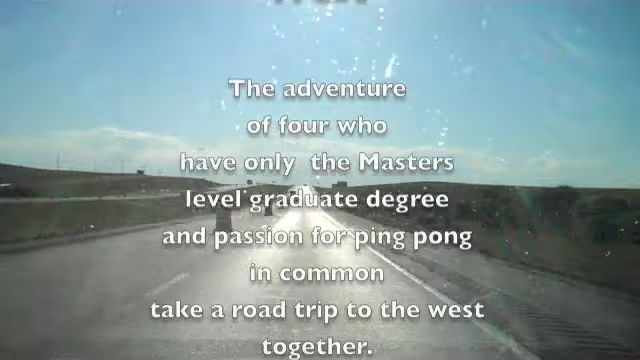 The adventure
of four who
have only the Masters
level graduate degree
and passion for ping pong
in common
take a road trip to the west
together.